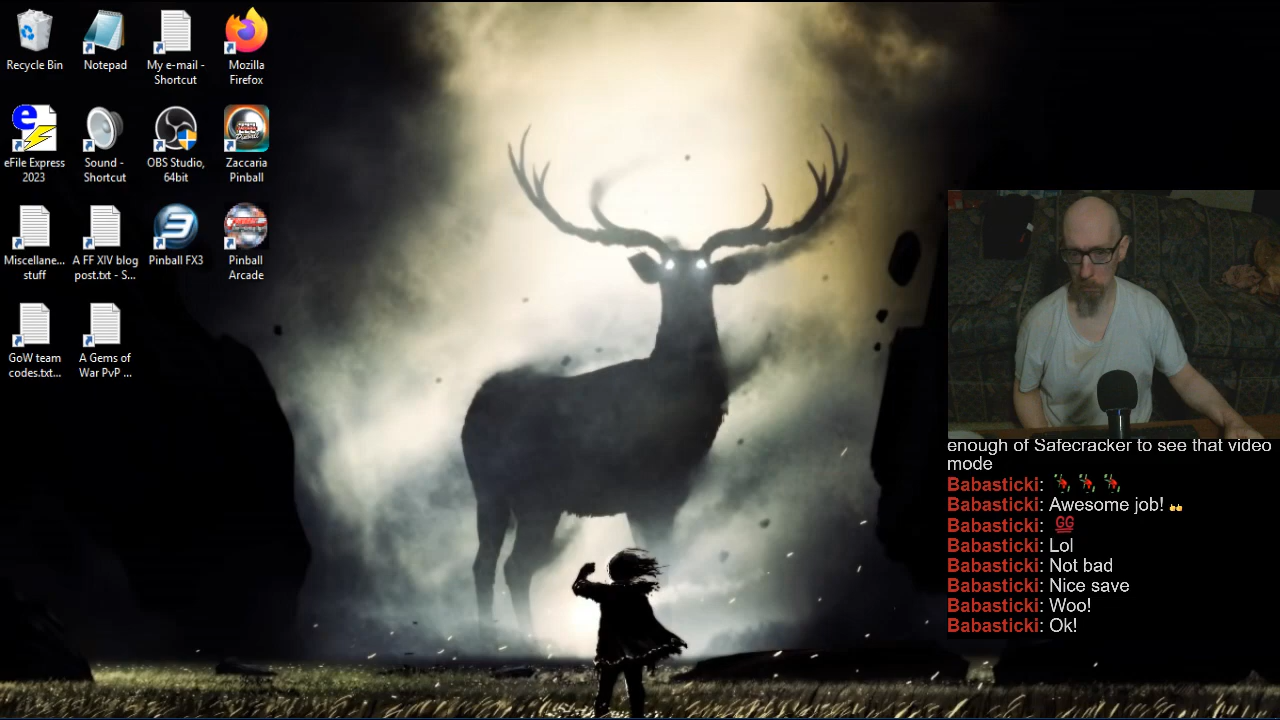 Recycle Bin
Notepad
My e-mail -
Shortcut
Mozilla
Firefox
eFile Express
2023
Sound -
Shortcut
OBS Studio,
64bit
Zaccaria
Pinball
Miscellane...
stuff
A FF XIV blog
post.txt - S...
Pinball FX3
Pinball
Arcade
GoW team
codes.txt...
A Gems of
War PvP ...
enough of Safecracker to see that video
mode
Babasticki:
Babasticki: Awesome job!
Babasticki: GG
Babasticki: Lol
Babasticki: Not bad
Babasticki: Nice save
Babasticki: Woo!
Babasticki: Ok!